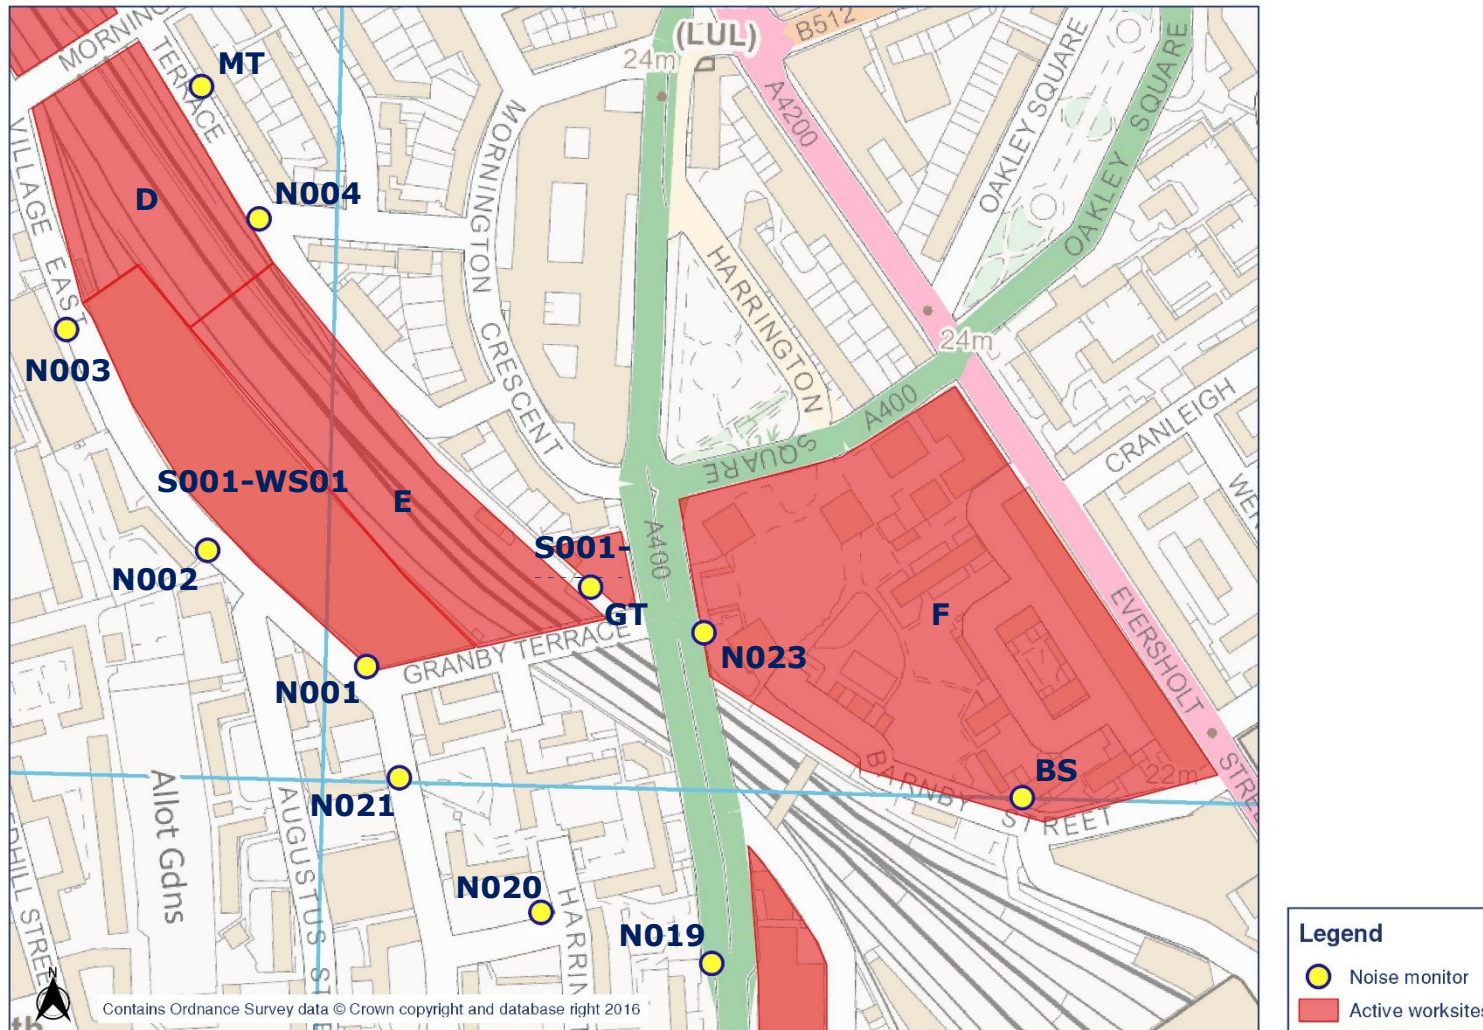 (LUL)
B512
MORNING
TERRACE
MT
24m
A4200
OAKLEY SQUARE
OAKLEY SQUARE
VILLAGE EAST
D
N004
MORNINGTON CRESCENT
HARRINGTON
SQUARE
24m
N003
A400
CRANLEIGH
S001-WS01
E
S001-
A400
N002
GT
F
EVERSHOLT STRE
GRANBY TERRACE
N023
N001
BARNBY STREET
BS
22m
N021
Allot Gdns
AUGUSTUS ST
N020
HARRIN
N019
N
Contains Ordnance Survey data © Crown copyright and database right 2016
Legend
Noise monitor
Active worksites